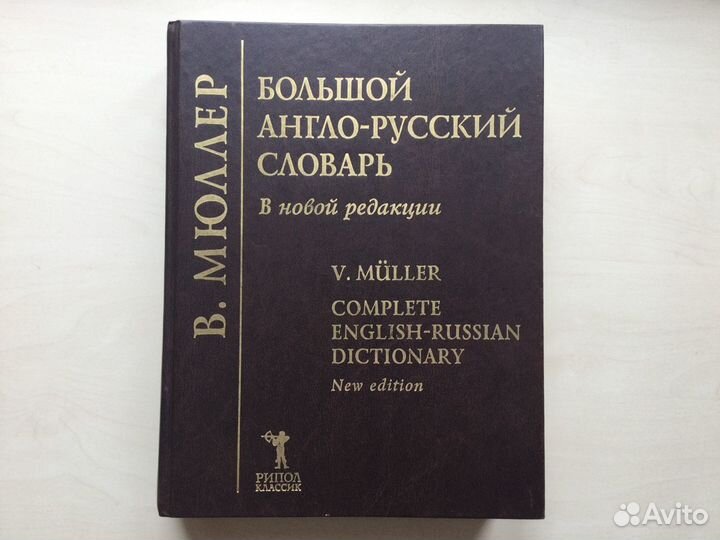 В. МЮЛЛЕР
БОЛЬШОЙ
АНГЛО-РУССКИЙ
СЛОВАРЬ
В новой редакции
V. MÜLLER
COMPLETE
ENGLISH-RUSSIAN
DICTIONARY
New edition
РИПОЛ
КЛАССИК
Avito